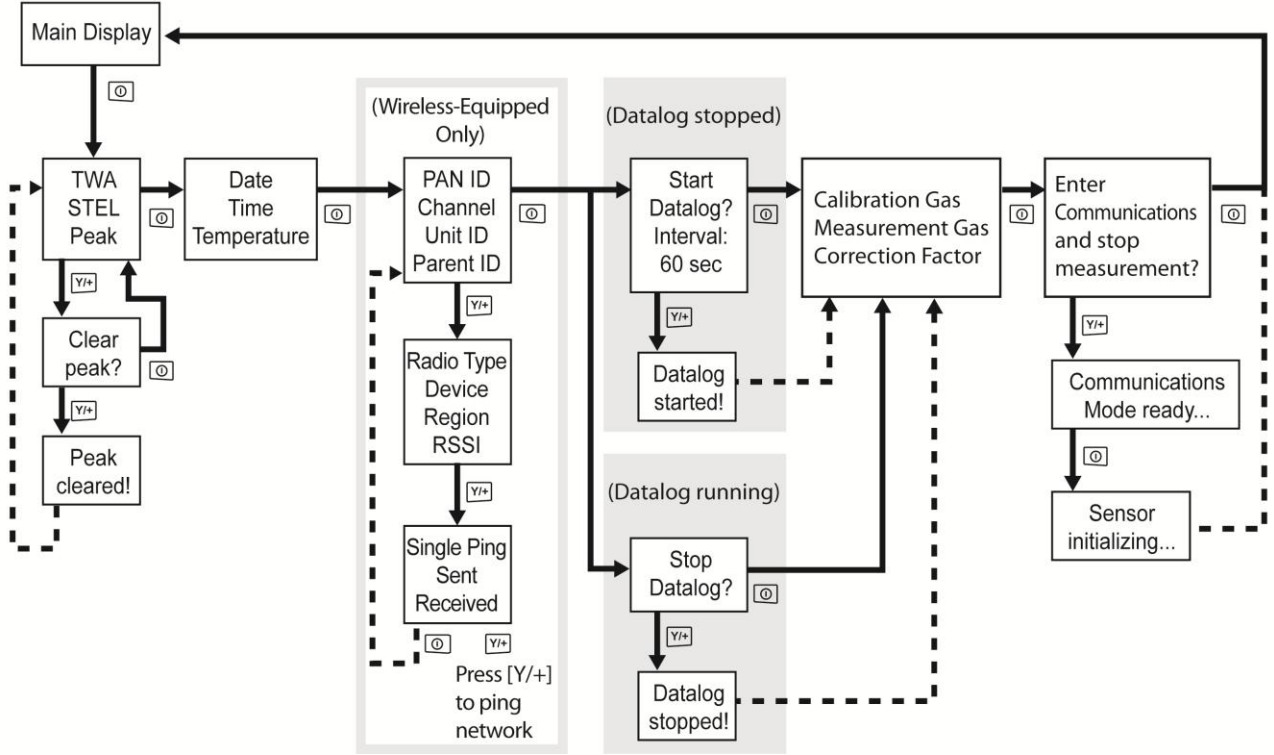 Main Display
TWA
STEL
Peak
Y/+
Clear
peak?
Y/+
Peak
cleared!
Date
Time
Temperature
(Wireless-Equipped
Only)
PAN ID
Channel
Unit ID
Parent ID
Y/+
Radio Type
Device
Region
RSSI
Y/+
Single Ping
Sent
Received
Y/+
Press [Y/+]
to ping
network
(Datalog stopped)
Start
Datalog?
Interval:
60 sec
Y/+
Datalog
started!
(Datalog running)
Stop
Datalog?
Y/+
Datalog
stopped!
Calibration Gas
Measurement Gas
Correction Factor
Enter
Communications
and stop
measurement?
Y/+
Communications
Mode ready...
Sensor
initializing...